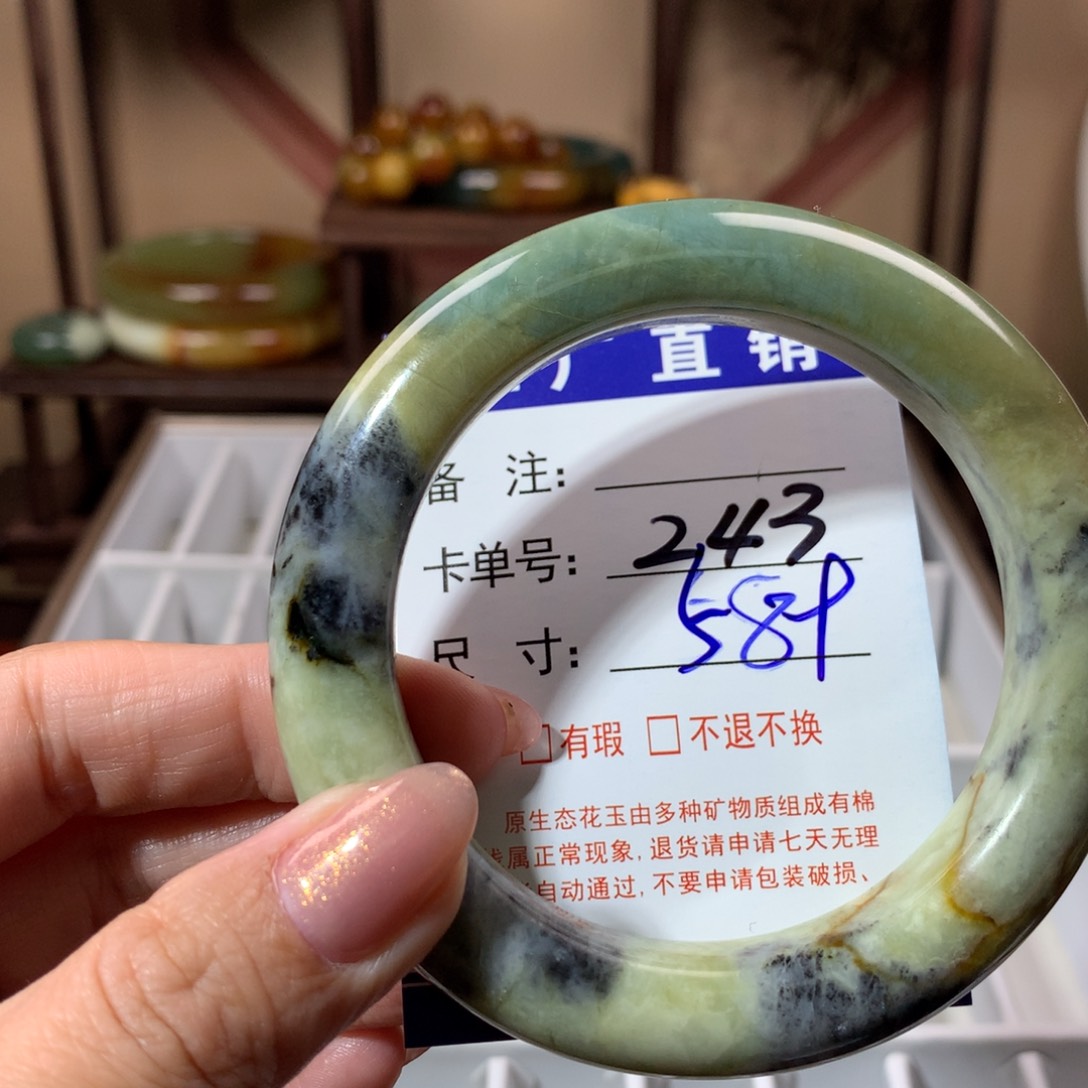 厂直销
备 注：
卡单号：243
尺 寸：589
□有瑕 □不退不换
原生态花玉由多种矿物质组成有棉
线属正常现象，退货请申请七天无理
自动通过，不要申请包装破损、